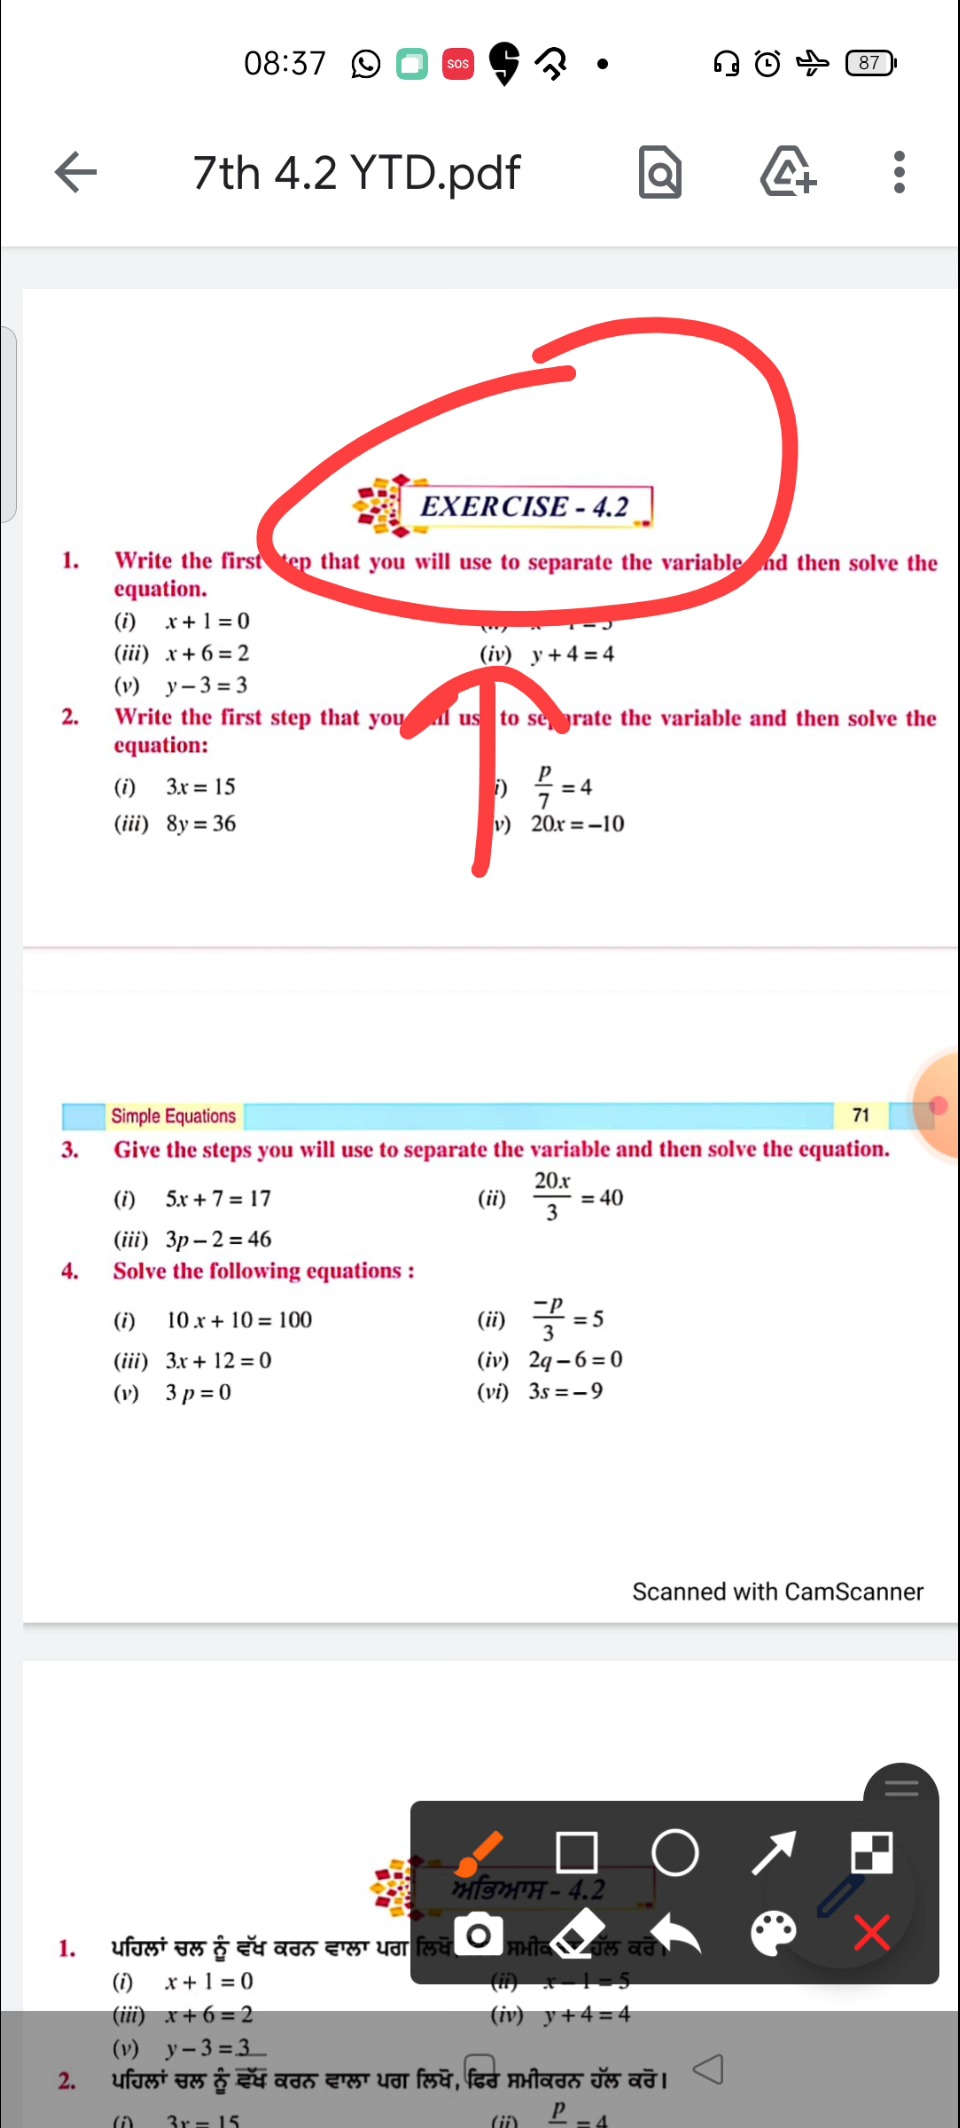 08:37 SOS 87
7th 4.2 YTD.pdf
EXERCISE - 4.2
1. Write the first step that you will use to separate the variable and then solve the
equation.
(i) x + 1 = 0
(iii) x + 6 = 2 (iv) y + 4 = 4
(v) y – 3 = 3
2. Write the first step that you will use to separate the variable and then solve the
equation:
(i) 3x = 15 i) p/7 = 4
(iii) 8y = 36 v) 20x = –10
Simple Equations 71
3. Give the steps you will use to separate the variable and then solve the equation.
(i) 5x + 7 = 17 (ii) 20x/3 = 40
(iii) 3p – 2 = 46
4. Solve the following equations :
(i) 10 x + 10 = 100 (ii) –p/3 = 5
(iii) 3x + 12 = 0 (iv) 2q – 6 = 0
(v) 3 p = 0 (vi) 3s = – 9
Scanned with CamScanner
ਅਭਿਆਸ - 4.2
1. ਪਹਿਲਾਂ ਚਲ ਨੂੰ ਵੱਖ ਕਰਨ ਵਾਲਾ ਪਗ ਲਿਖੋ ਹੱਲ ਕਰੋ।
(i) x + 1 = 0 (ii) x – 1 = 5
(iii) x + 6 = 2 (iv) y + 4 = 4
(v) y – 3 = 3
2. ਪਹਿਲਾਂ ਚਲ ਨੂੰ ਵੱਖ ਕਰਨ ਵਾਲਾ ਪਗ ਲਿਖੋ, ਫਿਰ ਸਮੀਕਰਨ ਹੱਲ ਕਰੋ।
(i) 3x = 15 (ii) p = 4